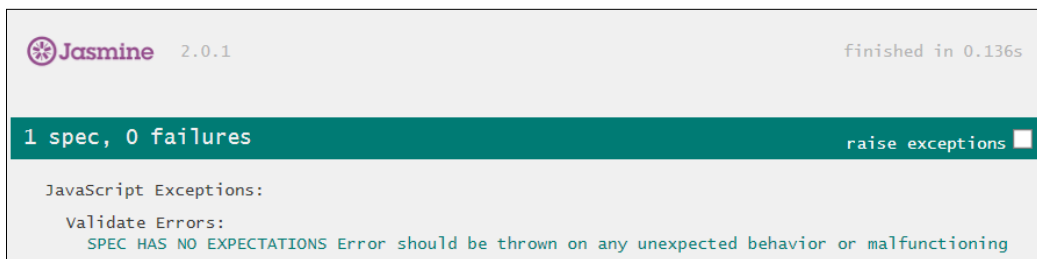 Jasmine 2.0.1 finished in 0.136s
1 spec, 0 failures raise exceptions
JavaScript Exceptions:
Validate Errors:
SPEC HAS NO EXPECTATIONS Error should be thrown on any unexpected behavior or malfunctioning